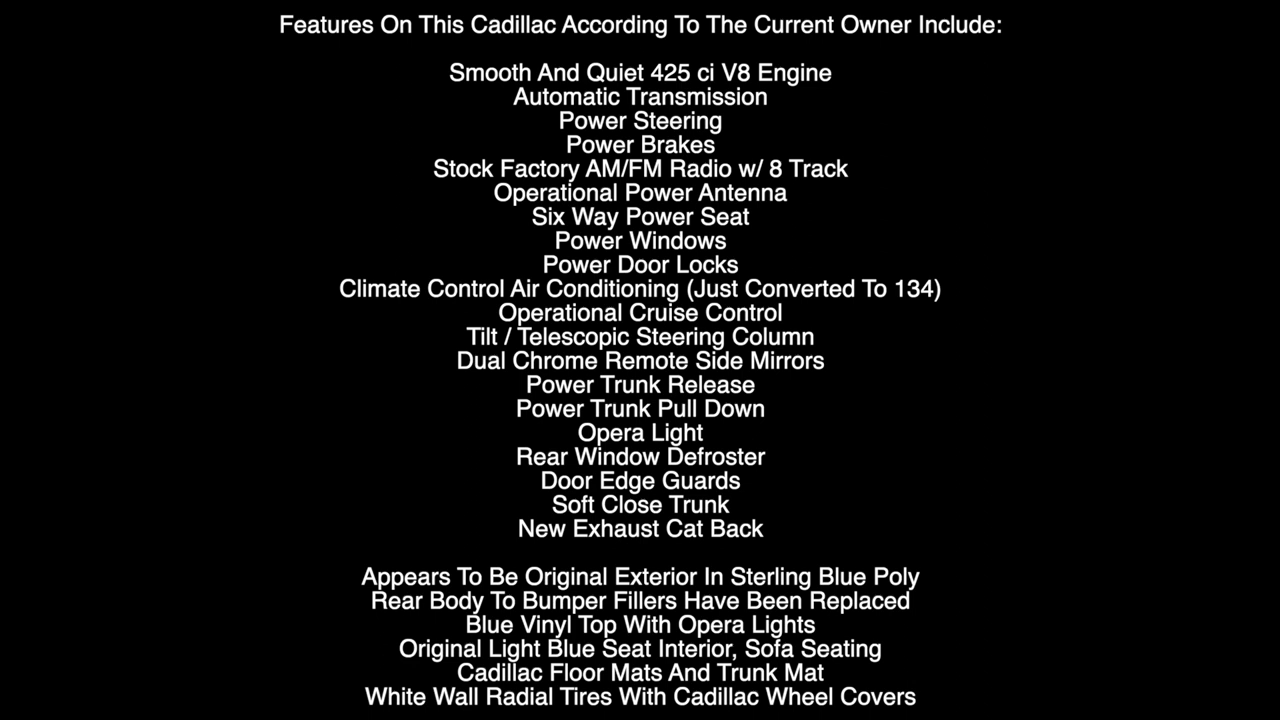 Features On This Cadillac According To The Current Owner Include:
Smooth And Quiet 425 ci V8 Engine
Automatic Transmission
Power Steering
Power Brakes
Stock Factory AM/FM Radio w/ 8 Track
Operational Power Antenna
Six Way Power Seat
Power Windows
Power Door Locks
Climate Control Air Conditioning (Just Converted To 134)
Operational Cruise Control
Tilt / Telescopic Steering Column
Dual Chrome Remote Side Mirrors
Power Trunk Release
Power Trunk Pull Down
Opera Light
Rear Window Defroster
Door Edge Guards
Soft Close Trunk
New Exhaust Cat Back
Appears To Be Original Exterior In Sterling Blue Poly
Rear Body To Bumper Fillers Have Been Replaced
Blue Vinyl Top With Opera Lights
Original Light Blue Seat Interior, Sofa Seating
Cadillac Floor Mats And Trunk Mat
White Wall Radial Tires With Cadillac Wheel Covers